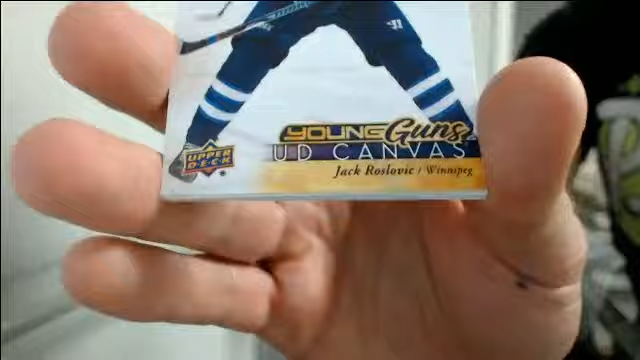 YOUNG Guns
UPPER DECK
UD CANVAS
Jack Roslovic / Winnipeg